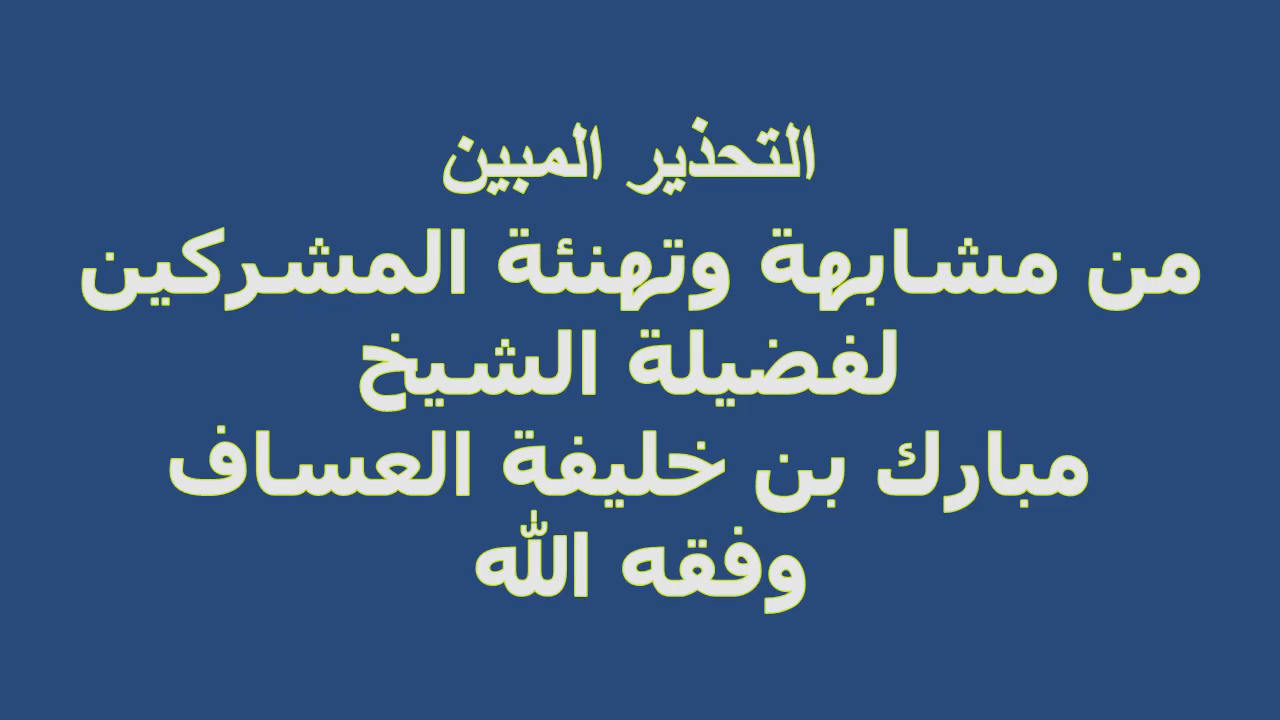 التحذير المبين
من مشابهة وتهنئة المشركين
لفضيلة الشيخ
مبارك بن خليفة العساف
وفقه الله